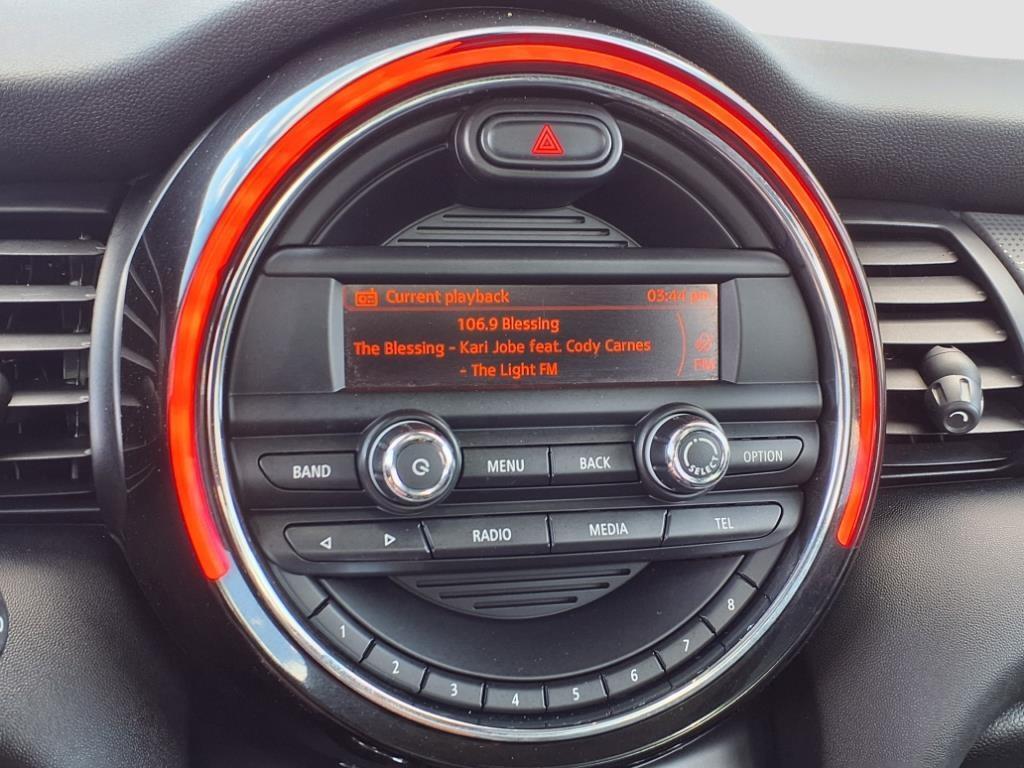 Current playback 03:44 pm
106.9 Blessing
The Blessing - Kari Jobe feat. Cody Carnes
- The Light FM
FM
BAND MENU BACK SELECT OPTION
RADIO MEDIA TEL
1 2 3 4 5 6 7 8